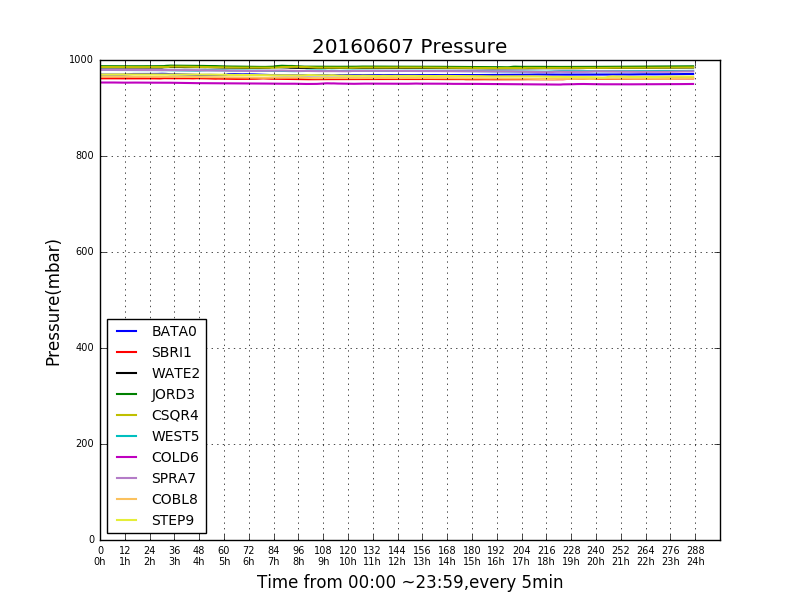 20160607 Pressure
1000
800
600
400
200
0
Pressure(mbar)
BATA0
SBRI1
WATE2
JORD3
CSQR4
WEST5
COLD6
SPRA7
COBL8
STEP9
0 12 24 36 48 60 72 84 96 108 120 132 144 156 168 180 192 204 216 228 240 252 264 276 288
0h 1h 2h 3h 4h 5h 6h 7h 8h 9h 10h 11h 12h 13h 14h 15h 16h 17h 18h 19h 20h 21h 22h 23h 24h
Time from 00:00 ~23:59,every 5min